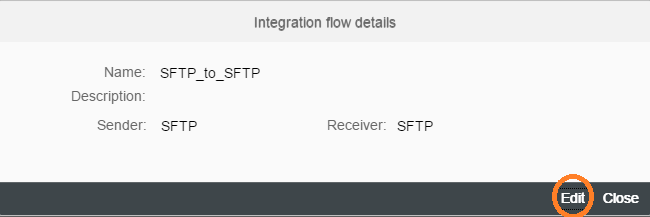 Integration flow details
Name: SFTP_to_SFTP
Description:
Sender: SFTP Receiver: SFTP
Edit Close